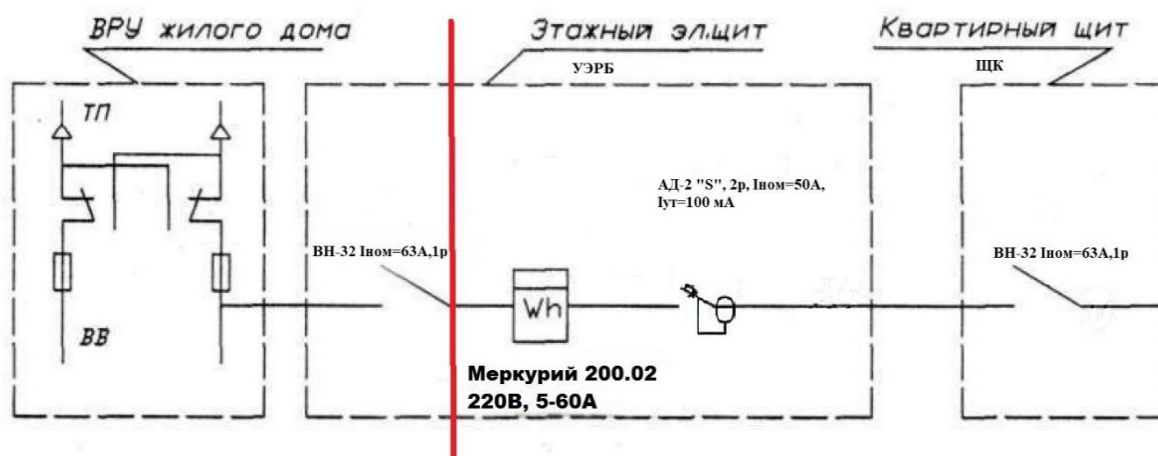 ВРУ жилого дома
Этажный эл.щит
Квартирный щит
УЭРБ
ЩК
ТП
АД-2 "S", 2р, Iном=50А,
Iут=100 мА
ВН-32 Iном=63А,1р
ВН-32 Iном=63А,1р
Wh
ВВ
Меркурий 200.02
220В, 5-60А